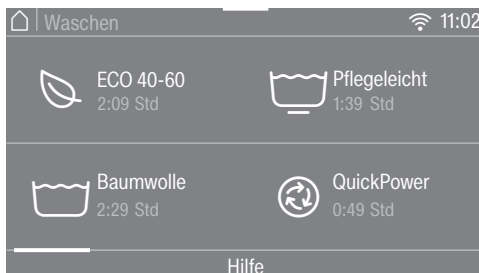 Waschen 11:02
ECO 40-60
2:09 Std
Pflegeleicht
1:39 Std
Baumwolle
2:29 Std
QuickPower
0:49 Std
Hilfe